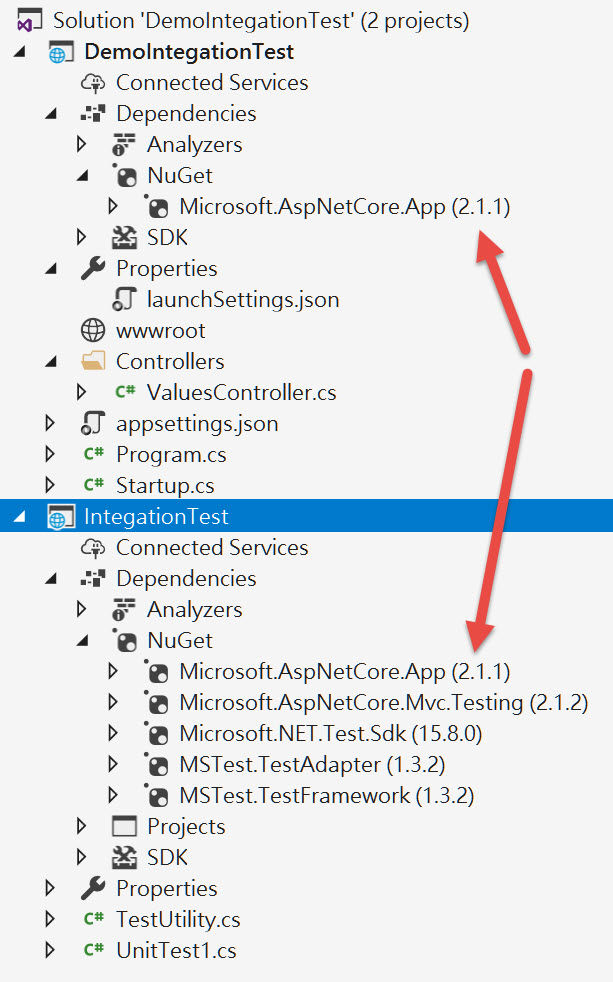 Solution 'DemoIntegationTest' (2 projects)
DemoIntegationTest
Connected Services
Dependencies
Analyzers
NuGet
Microsoft.AspNetCore.App (2.1.1)
SDK
Properties
launchSettings.json
wwwroot
Controllers
C# ValuesController.cs
appsettings.json
C# Program.cs
C# Startup.cs
IntegationTest
Connected Services
Dependencies
Analyzers
NuGet
Microsoft.AspNetCore.App (2.1.1)
Microsoft.AspNetCore.Mvc.Testing (2.1.2)
Microsoft.NET.Test.Sdk (15.8.0)
MSTest.TestAdapter (1.3.2)
MSTest.TestFramework (1.3.2)
Projects
SDK
Properties
C# TestUtility.cs
C# UnitTest1.cs